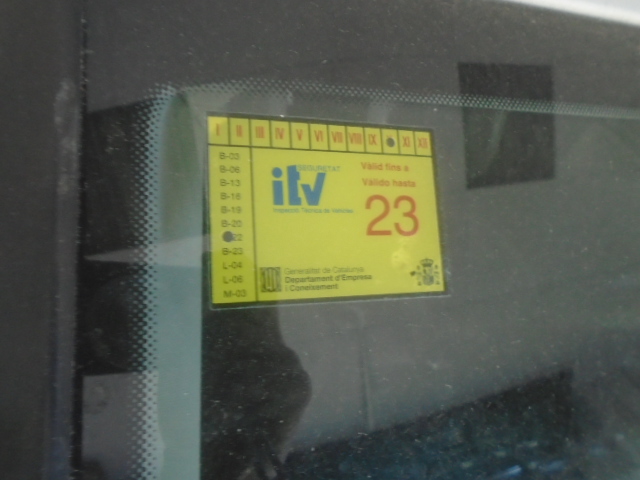 I II III IV V VI VII VIII IX XI XII
B-03
B-06
B-13
B-16
B-19
B-20
22
B-23
L-04
L-06
M-03
SEGURETAT
itv
Inspecció Tècnica de Vehicles
Vàlid fins a
Válido hasta
23
Generalitat de Catalunya
Departament d'Empresa
i Coneixement